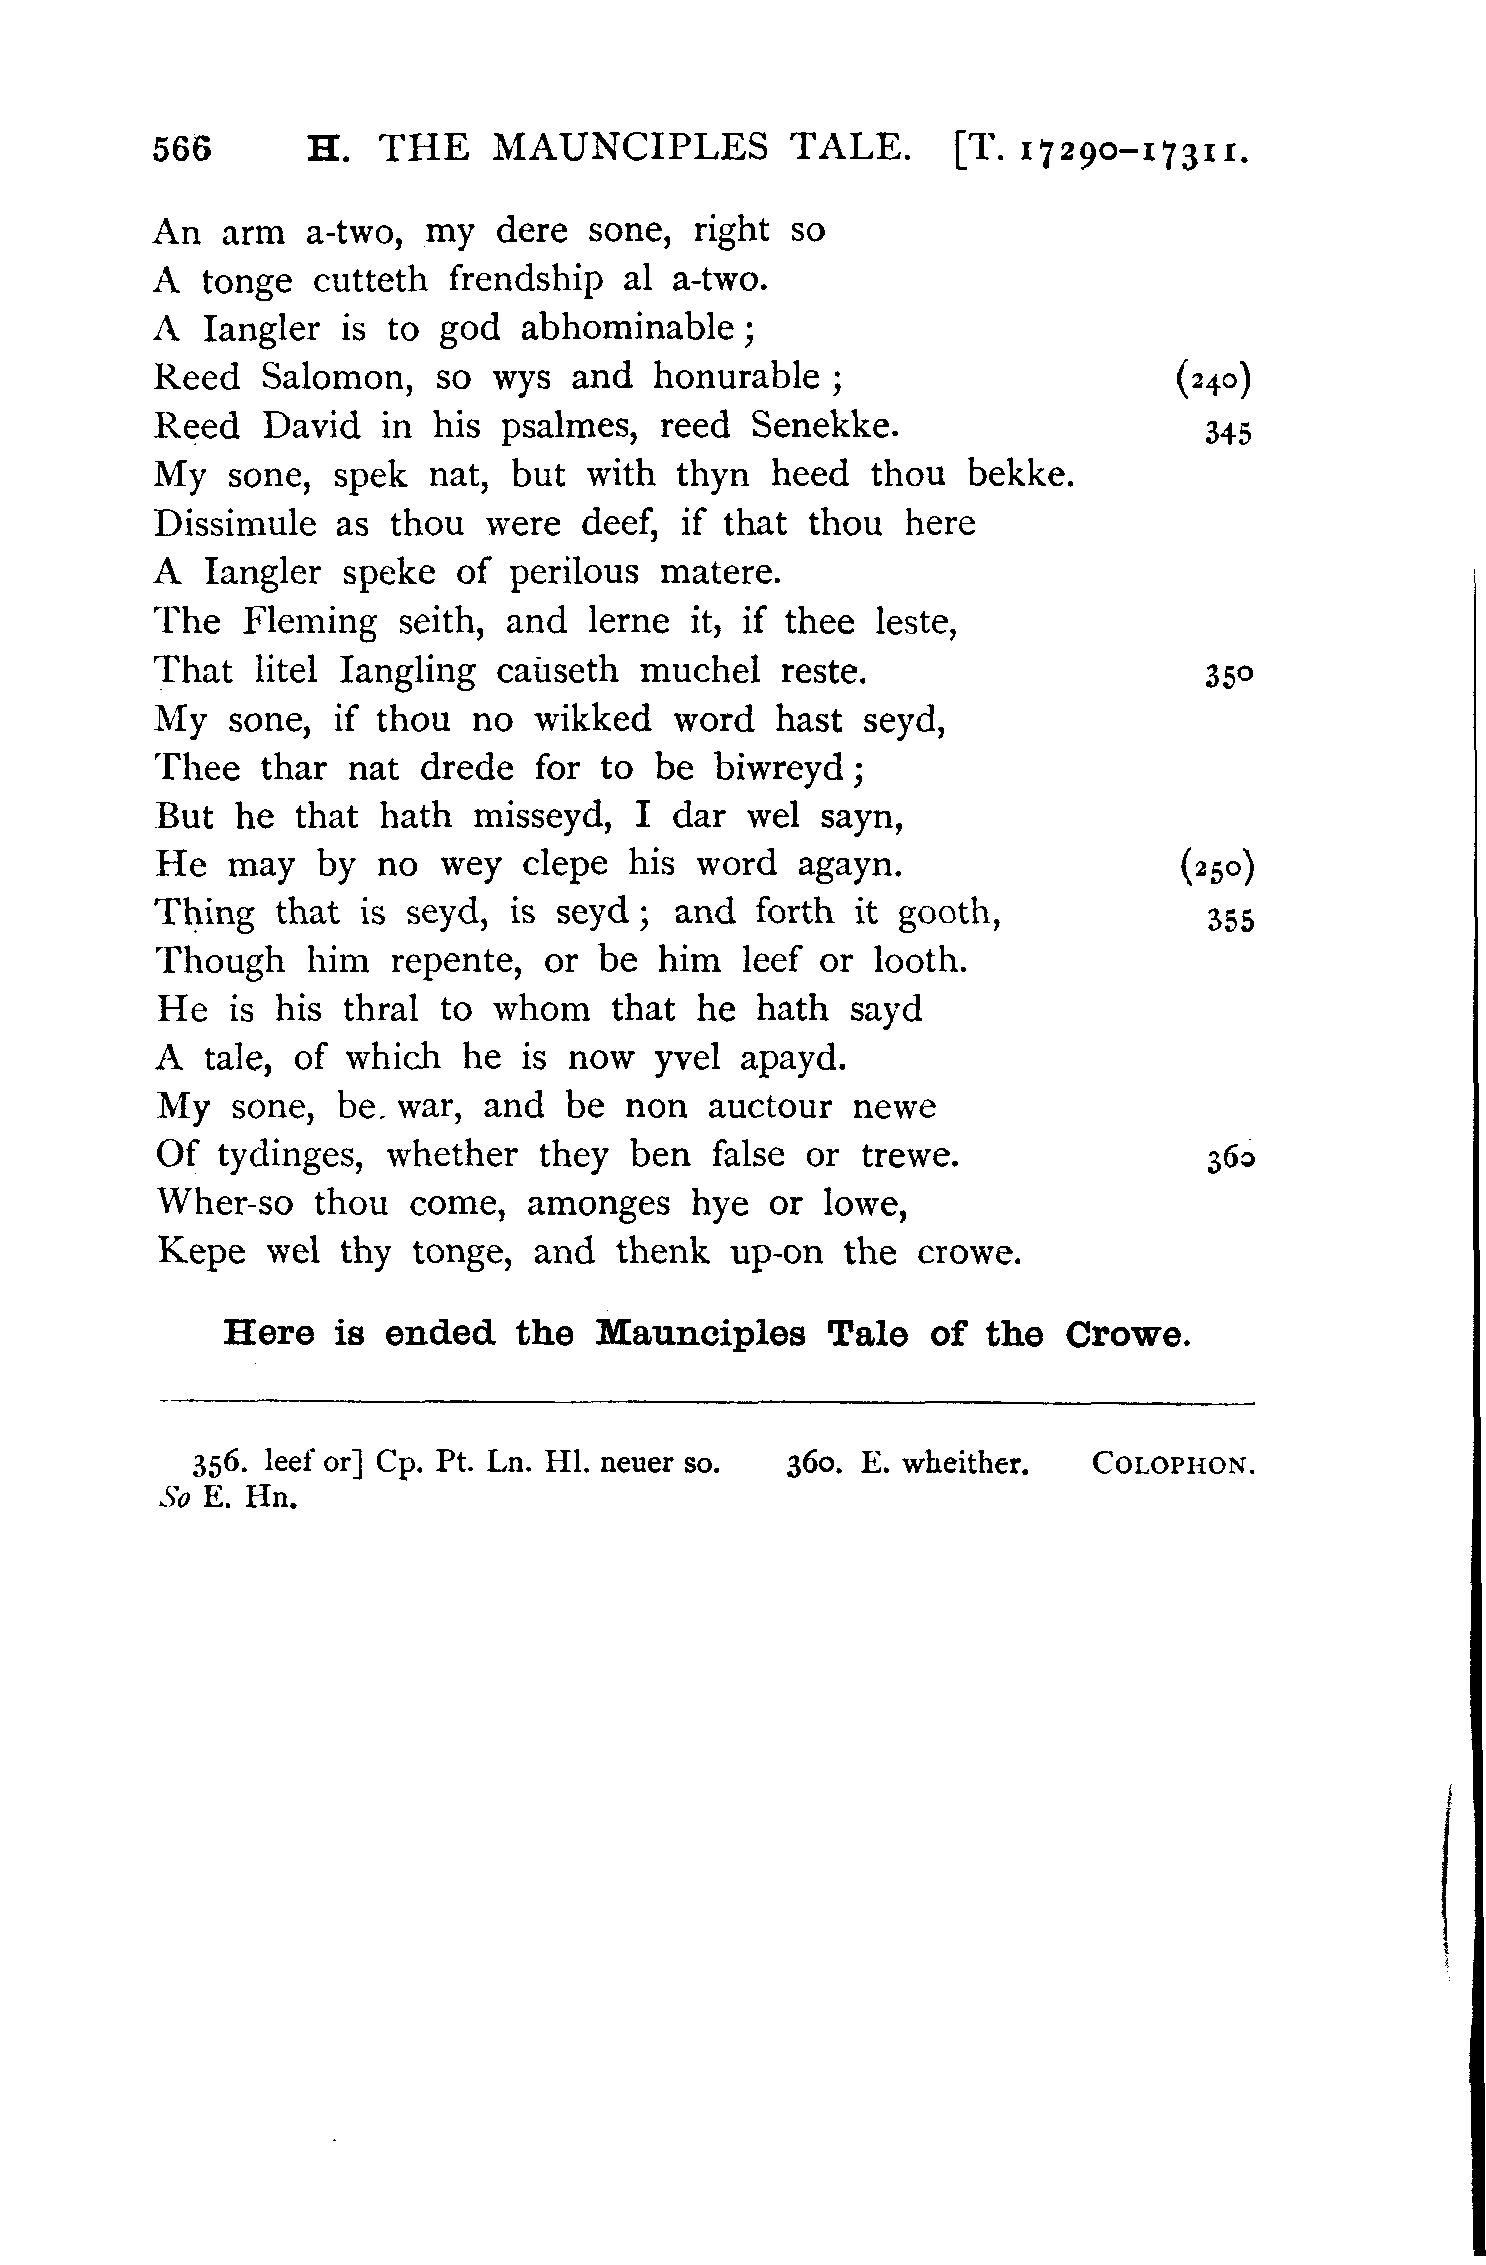 566 H. THE MAUNCIPLES TALE. [T. 17290–17311.
An arm a-two, my dere sone, right so
A tonge cutteth frendship al a-two.
A Iangler is to god abhominable ;
Reed Salomon, so wys and honurable ; (240)
Reed David in his psalmes, reed Senekke. 345
My sone, spek nat, but with thyn heed thou bekke.
Dissimule as thou were deef, if that thou here
A Iangler speke of perilous matere.
The Fleming seith, and lerne it, if thee leste,
That litel Iangling causeth muchel reste. 350
My sone, if thou no wikked word hast seyd,
Thee thar nat drede for to be biwreyd ;
But he that hath misseyd, I dar wel sayn,
He may by no wey clepe his word agayn. (250)
Thing that is seyd, is seyd ; and forth it gooth, 355
Though him repente, or be him leef or looth.
He is his thral to whom that he hath sayd
A tale, of which he is now yvel apayd.
My sone, be war, and be non auctour newe
Of tydinges, whether they ben false or trewe. 360
Wher-so thou come, amonges hye or lowe,
Kepe wel thy tonge, and thenk up-on the crowe.
Here is ended the Maunciples Tale of the Crowe.
356. leef or] Cp. Pt. Ln. Hl. neuer so. 360. E. wheither. COLOPHON.
So E. Hn.